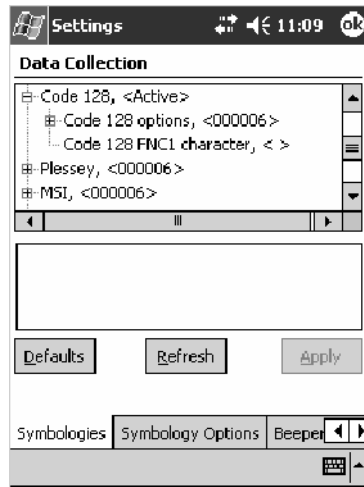 Settings 11:09 ok
Data Collection
Code 128, <Active>
Code 128 options, <000006>
Code 128 FNC1 character, < >
Plessey, <000006>
MSI, <000006>
Defaults Refresh Apply
Symbologies Symbology Options Beeper